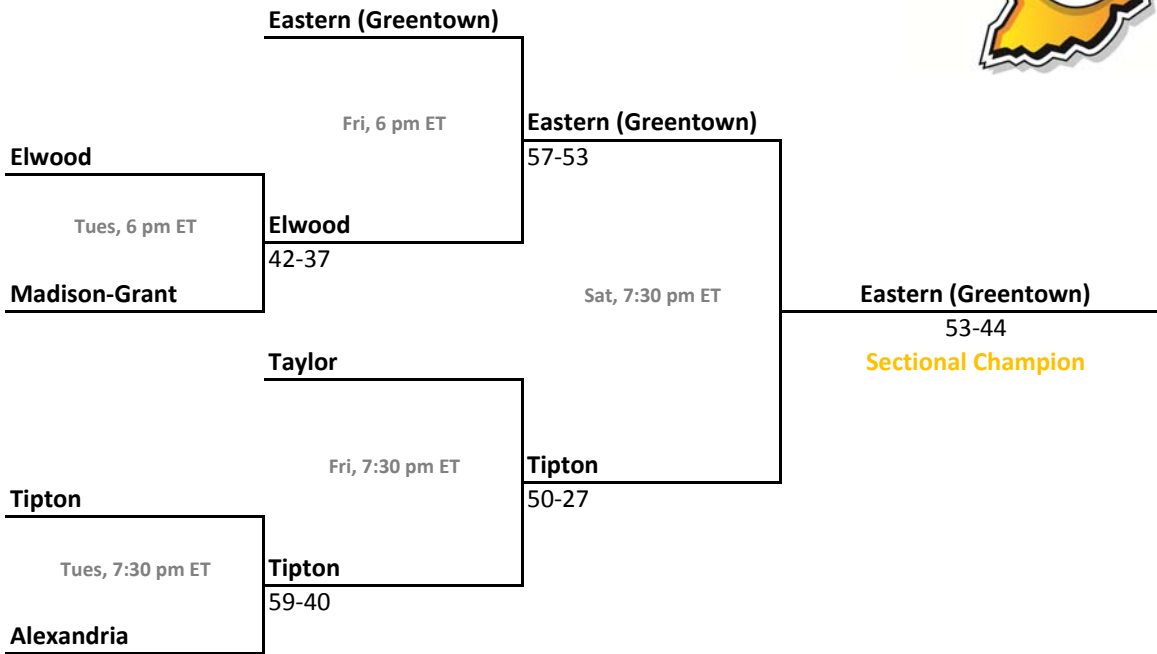 Eastern (Greentown)
Fri, 6 pm ET
Eastern (Greentown)
Elwood
57-53
Tues, 6 pm ET
Elwood
42-37
Madison-Grant
Sat, 7:30 pm ET
Eastern (Greentown)
53-44
Taylor
Sectional Champion
Fri, 7:30 pm ET
Tipton
Tipton
50-27
Tues, 7:30 pm ET
Tipton
59-40
Alexandria